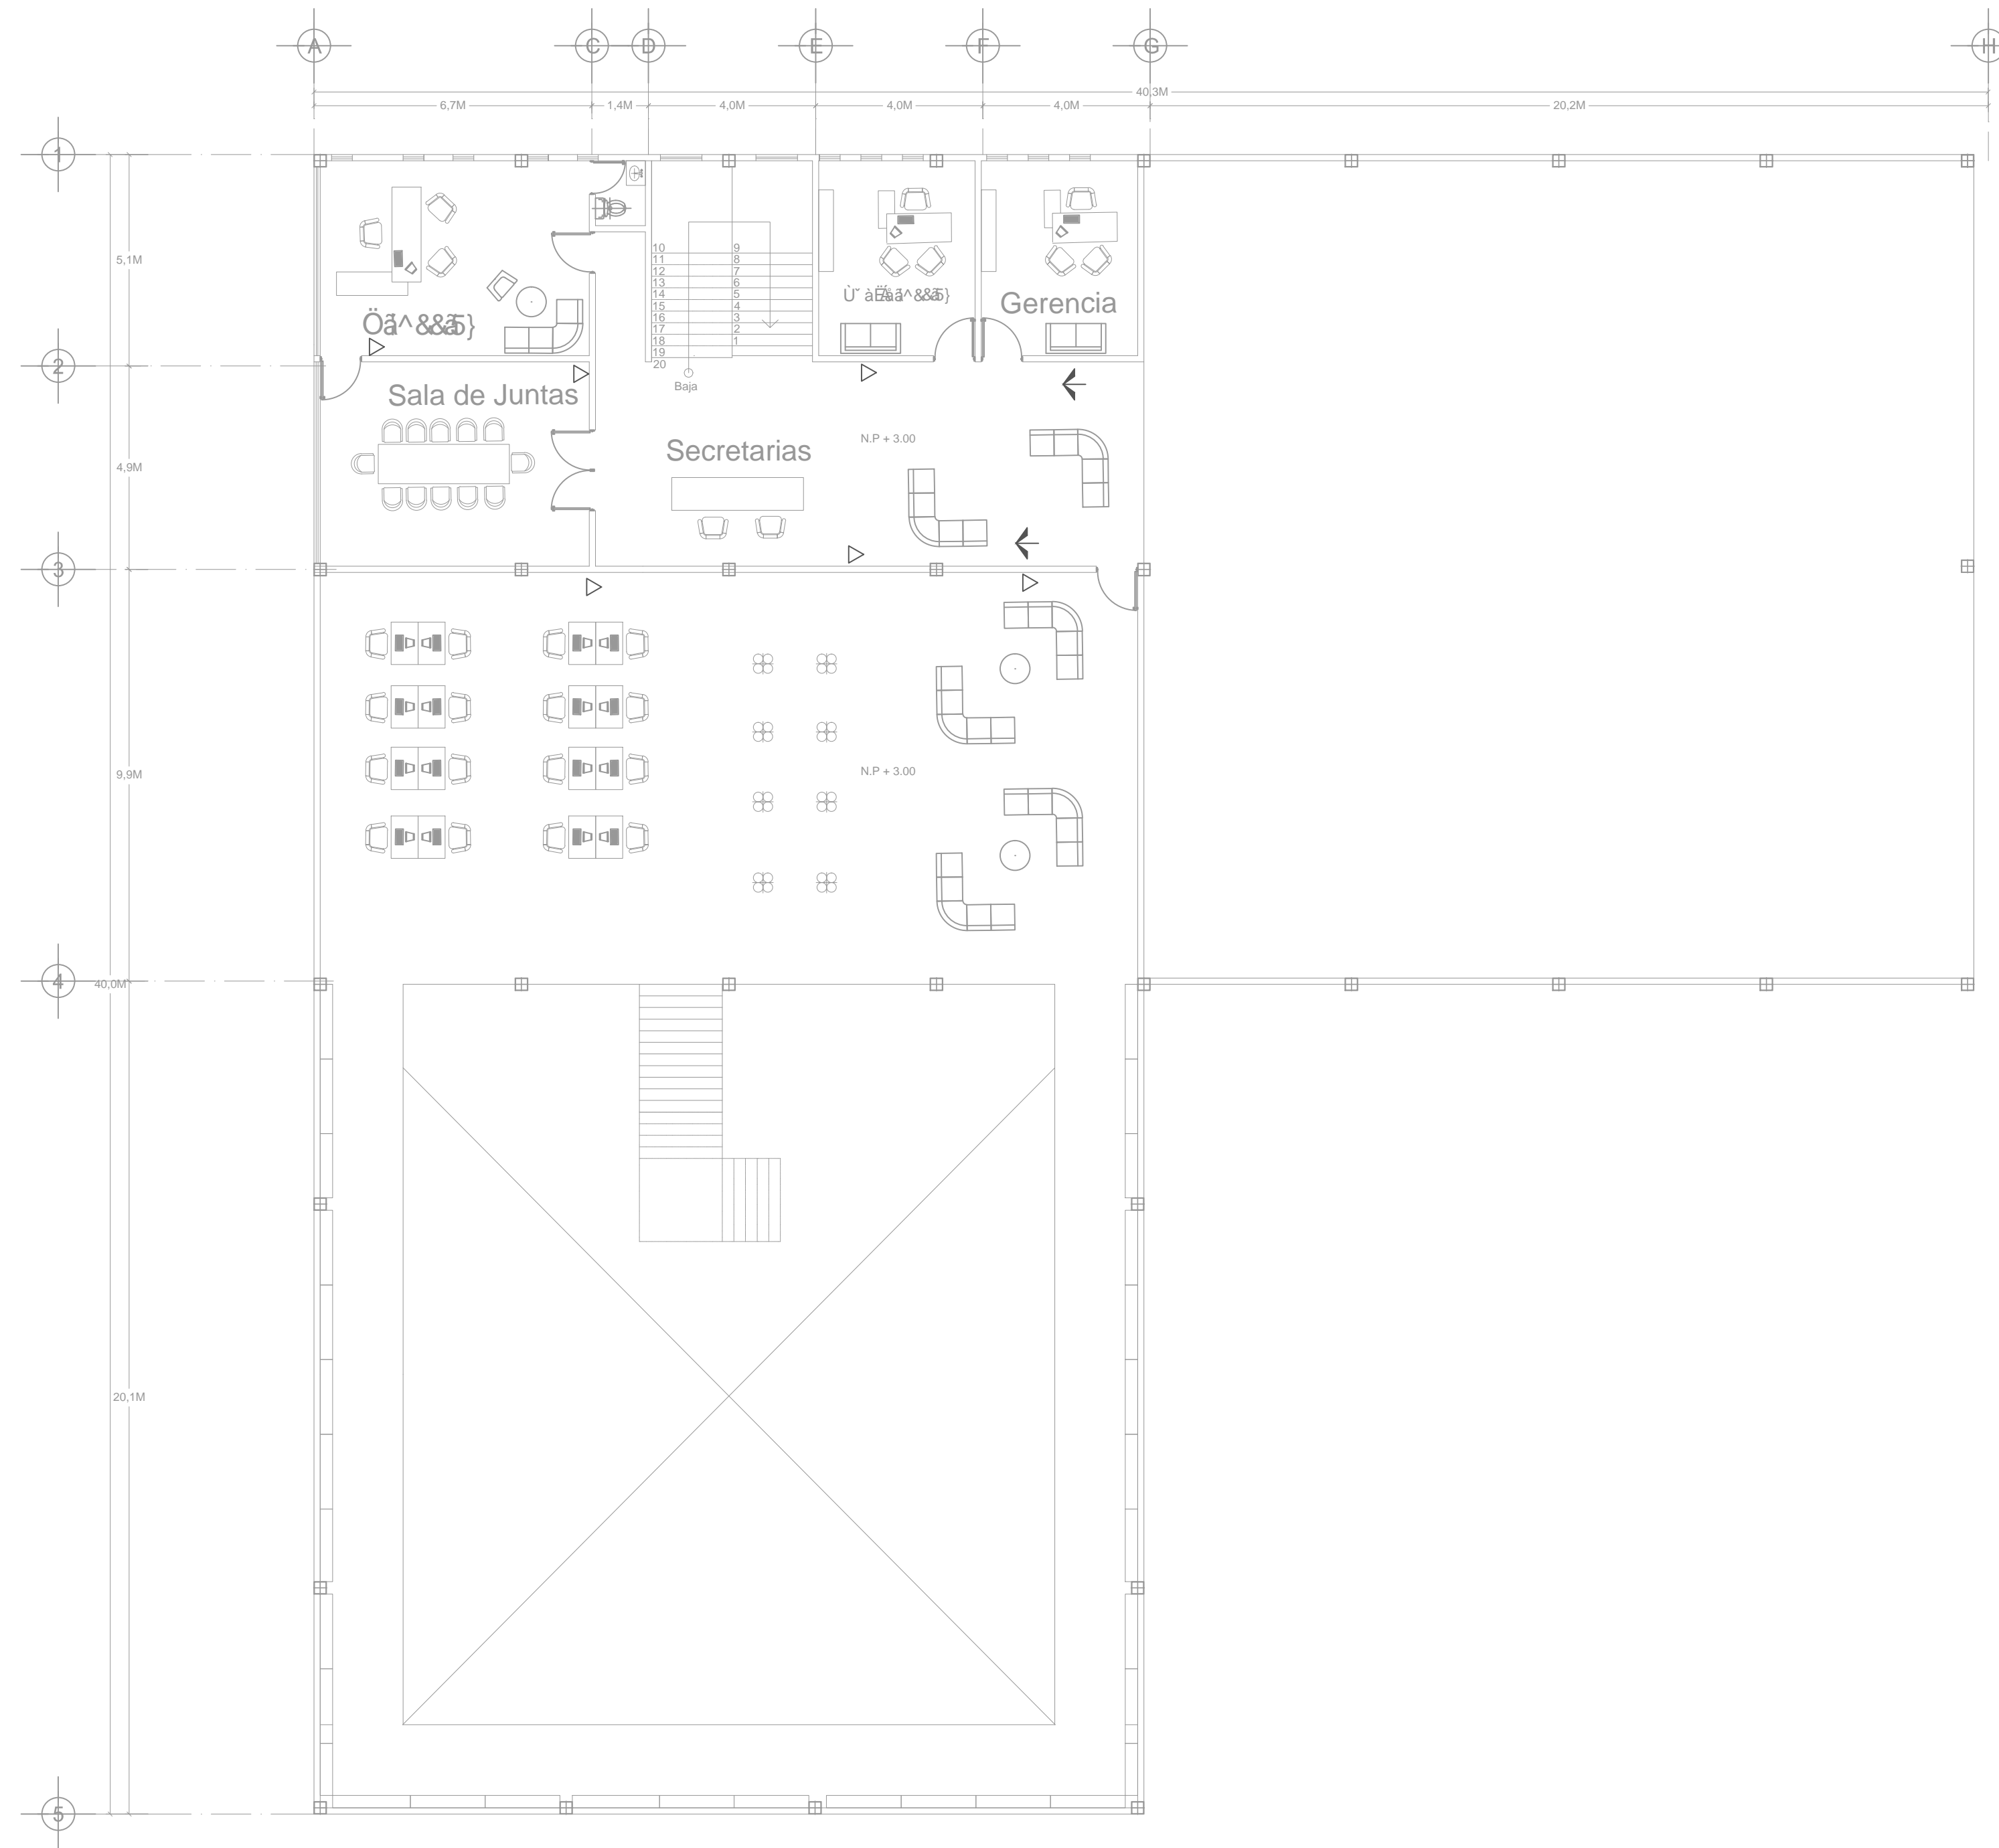 A C D E F G H
40,3M
6,7M 1,4M 4,0M 4,0M 4,0M 20,2M
1
5,1M
10 9
11 8
12 7
13 6
14 5
15 4
16 3
17 2
18 1
19
20
Baja
Gerencia
2
Sala de Juntas
Secretarias
N.P + 3.00
4,9M
3
9,9M
N.P + 3.00
4
40,0M
20,1M
5